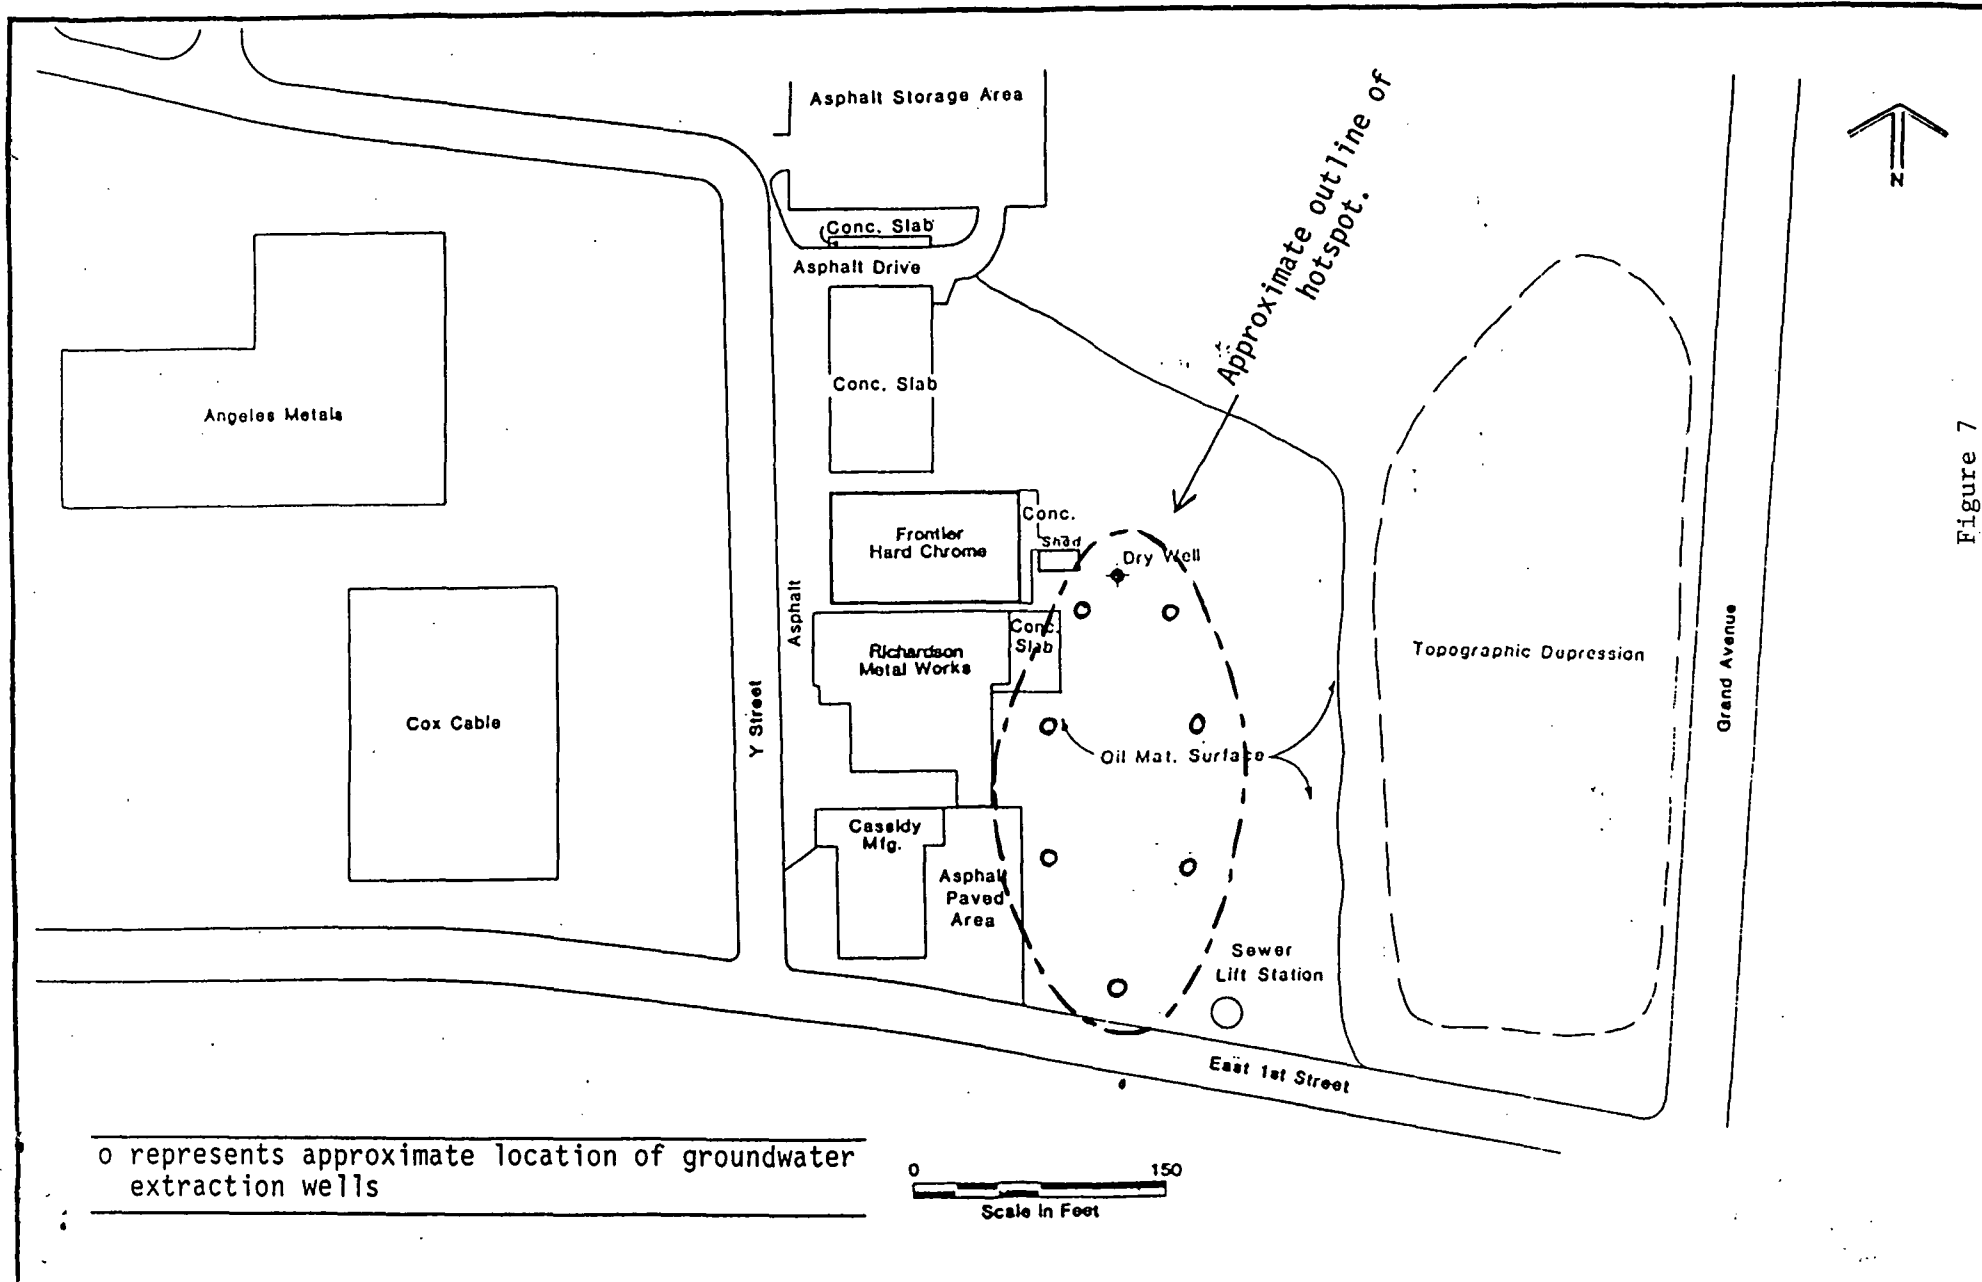 Asphalt Storage Area
Approximate outline of
hotspot.
N
Conc. Slab
Asphalt Drive
Conc. Slab
Angeles Metals
Figure 7
Frontier
Hard Chrome
Conc.
Shed
Dry Well
Asphalt
Richardson
Metal Works
Conc.
Slab
Topographic Dupression
Grand Avenue
Y Street
Cox Cable
Oil Mat. Surface
Cassidy
Mfg.
Asphalt
Paved
Area
Sewer
Lift Station
East 1st Street
o represents approximate location of groundwater
extraction wells
0 150
Scale In Feet